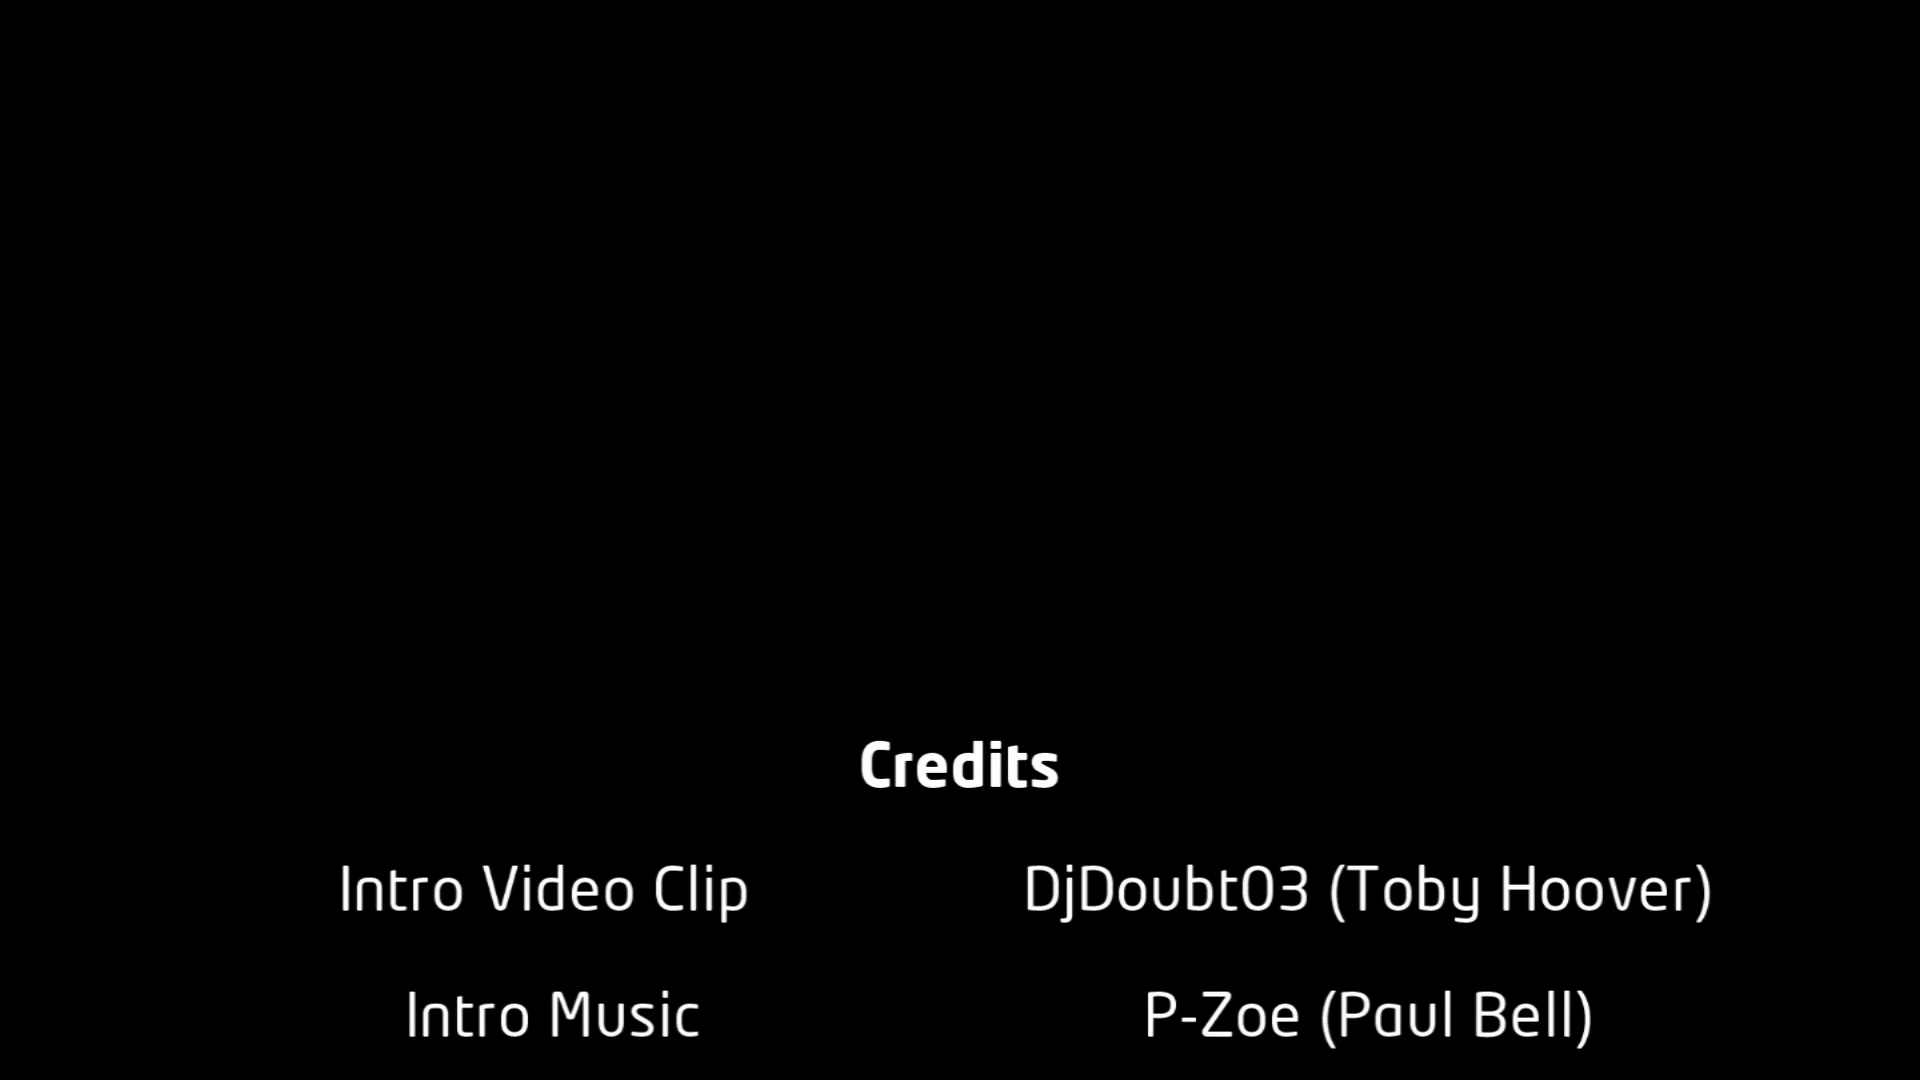 Credits
Intro Video Clip DjDoubt03 (Toby Hoover)
Intro Music P-Zoe (Paul Bell)